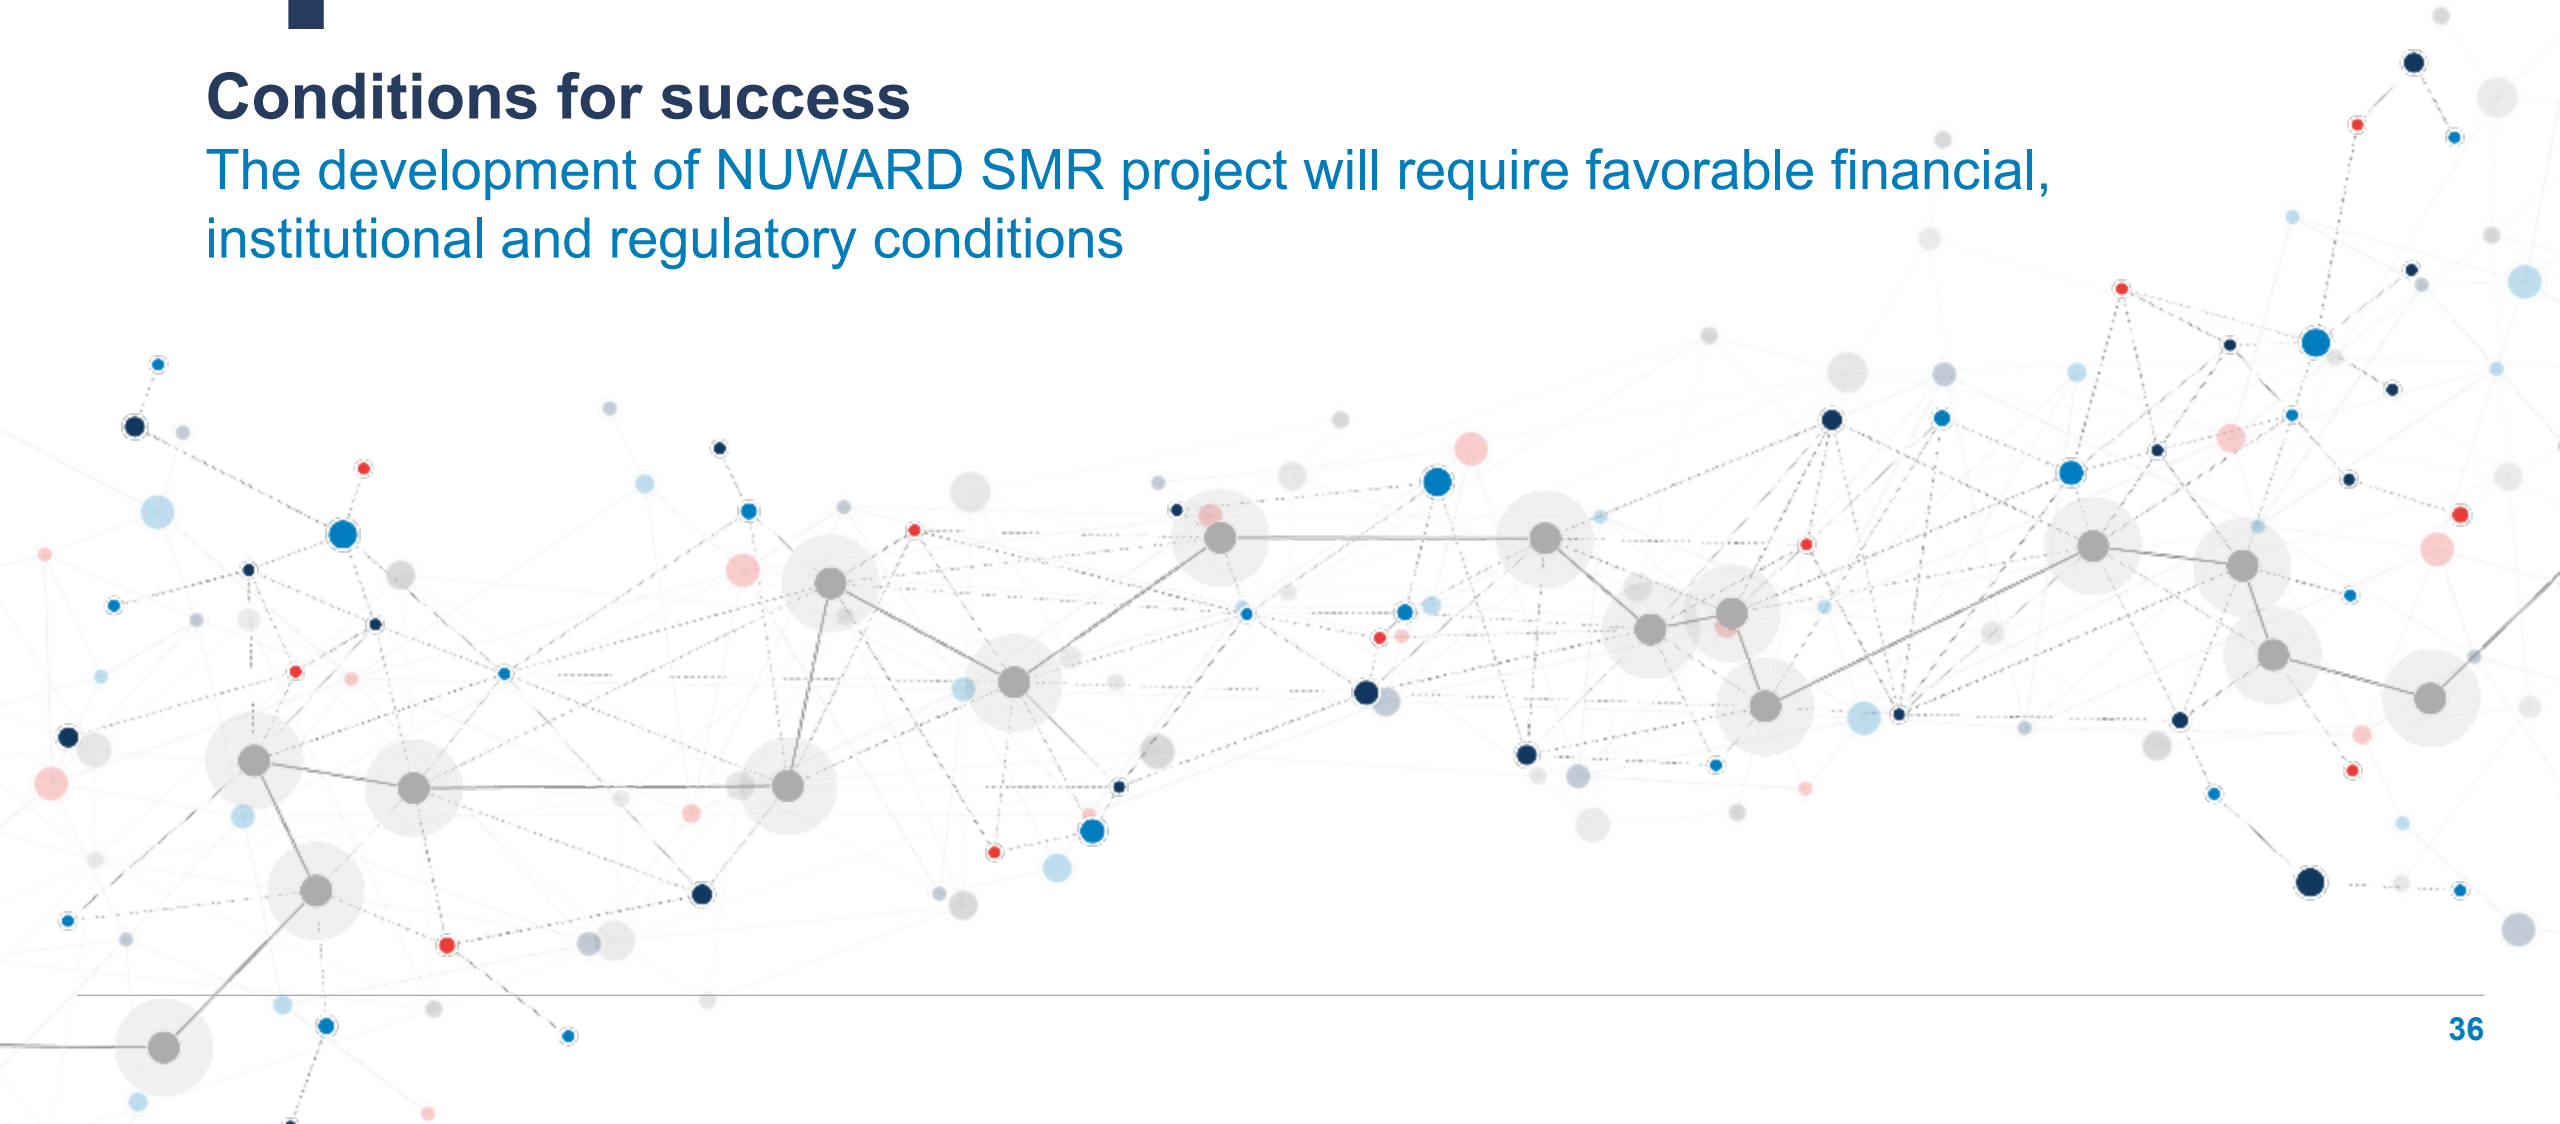 Conditions for success
The development of NUWARD SMR project will require favorable financial,
institutional and regulatory conditions
36